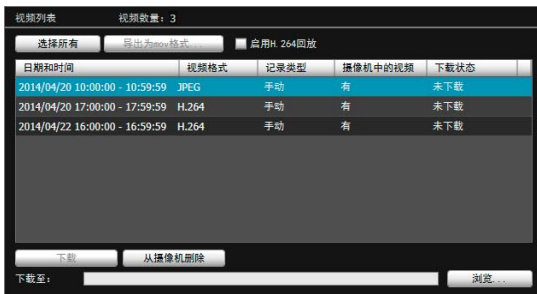 视频列表 视频数量：3
选择所有 导出为mov格式... 启用H.264回放
日期和时间 视频格式 记录类型 摄像机中的视频 下载状态
2014/04/20 10:00:00 - 10:59:59 JPEG 手动 有 未下载
2014/04/20 17:00:00 - 17:59:59 H.264 手动 有 未下载
2014/04/22 16:00:00 - 16:59:59 H.264 手动 有 未下载
下载 从摄像机删除
下载至： 浏览...